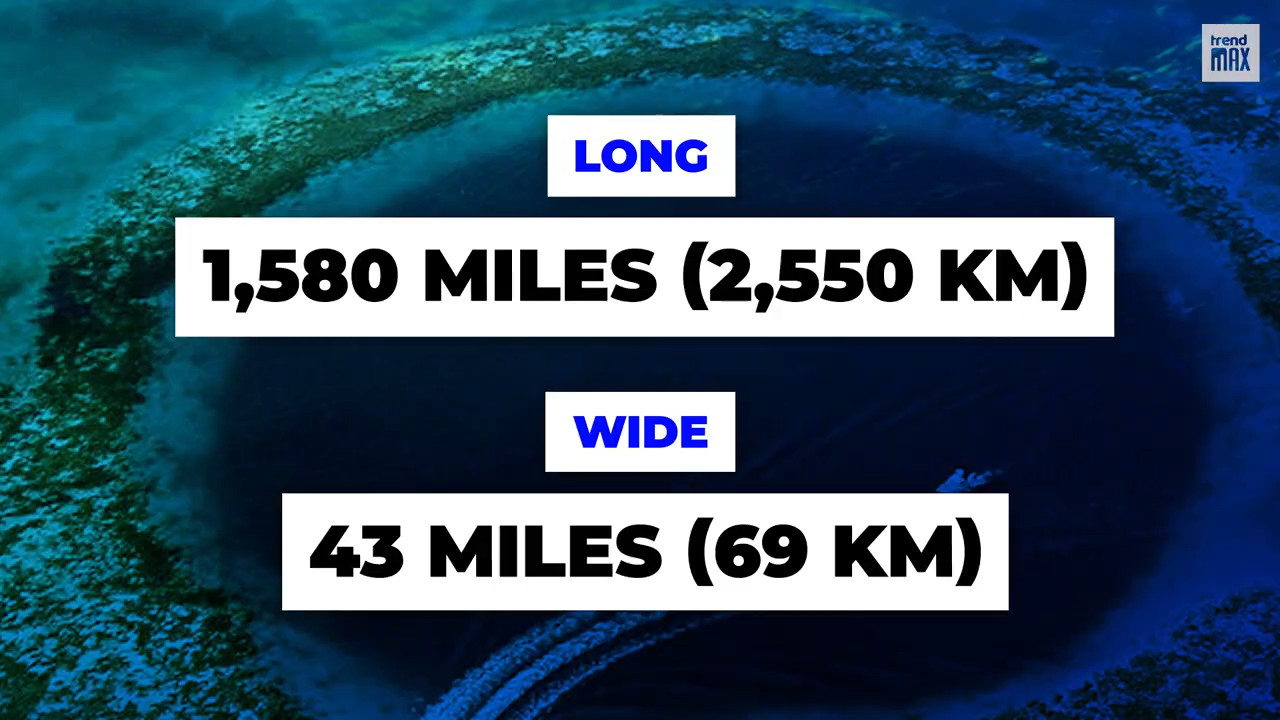 trend
MAX
LONG
1,580 MILES (2,550 KM)
WIDE
43 MILES (69 KM)